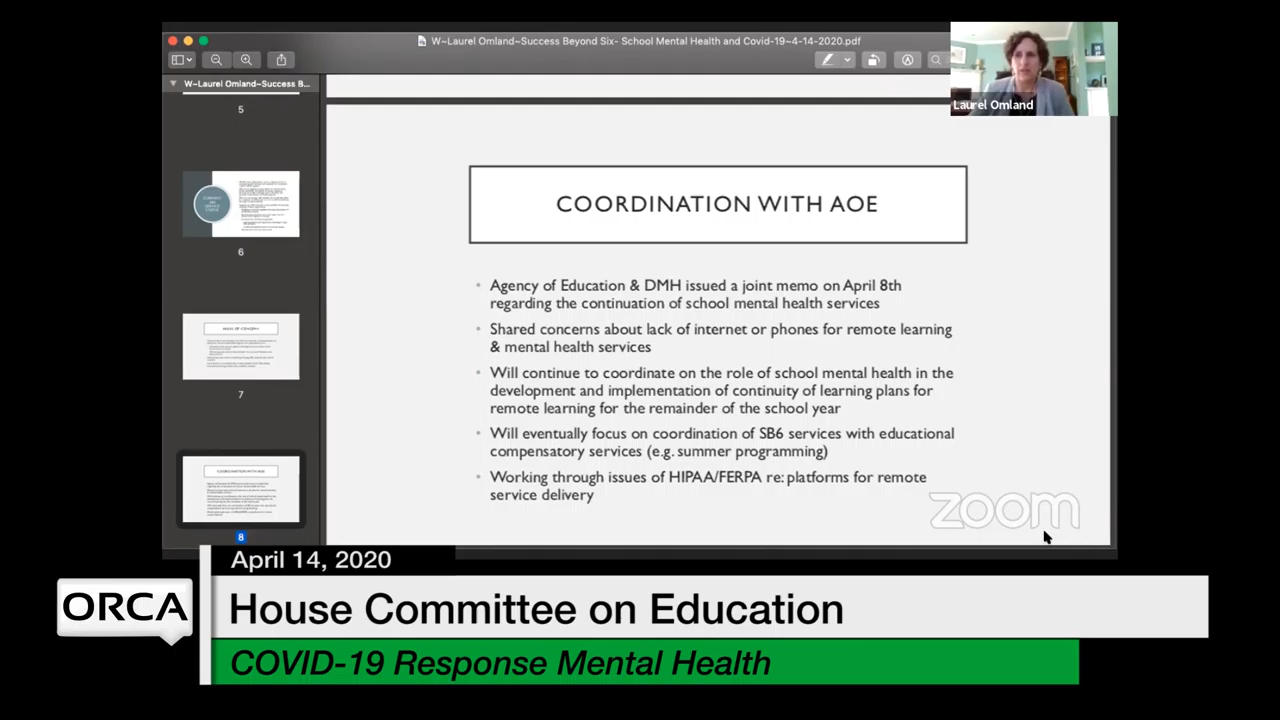 W~Laurel Omland~Success Beyond Six- School Mental Health and Covid-19~4-14-2020.pdf
W~Laurel Omland~Success B...
Laurel Omland
5
6
7
COORDINATION WITH AOE
8
COORDINATION WITH AOE
• Agency of Education & DMH issued a joint memo on April 8th
regarding the continuation of school mental health services
• Shared concerns about lack of internet or phones for remote learning
& mental health services
• Will continue to coordinate on the role of school mental health in the
development and implementation of continuity of learning plans for
remote learning for the remainder of the school year
• Will eventually focus on coordination of SB6 services with educational
compensatory services (e.g. summer programming)
• Working through issues of HIPAA/FERPA re: platforms for remote
service delivery
zoom
April 14, 2020
ORCA
House Committee on Education
COVID-19 Response Mental Health